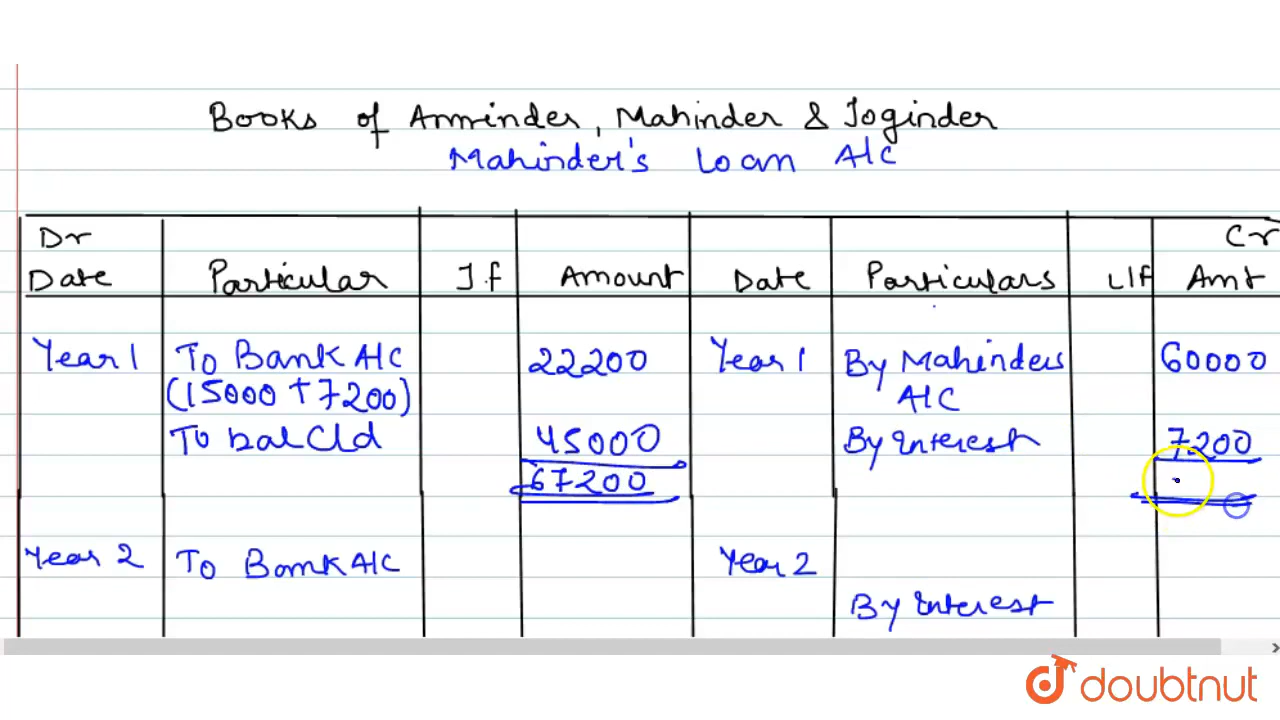 Books of Amrinder, Mahinder & Joginder
Mahinder's Loan A/C
Dr Cr
Date Particular J.f Amount Date Particulars L/f Amt
Year 1 To Bank A/C 22200 Year 1 By Mahinders 60000
(15000 + 7200) A/C
To bal C/d 45000 By Interest 7200
67200
Year 2 To Bank A/C Year 2
By Interest
doubtnut